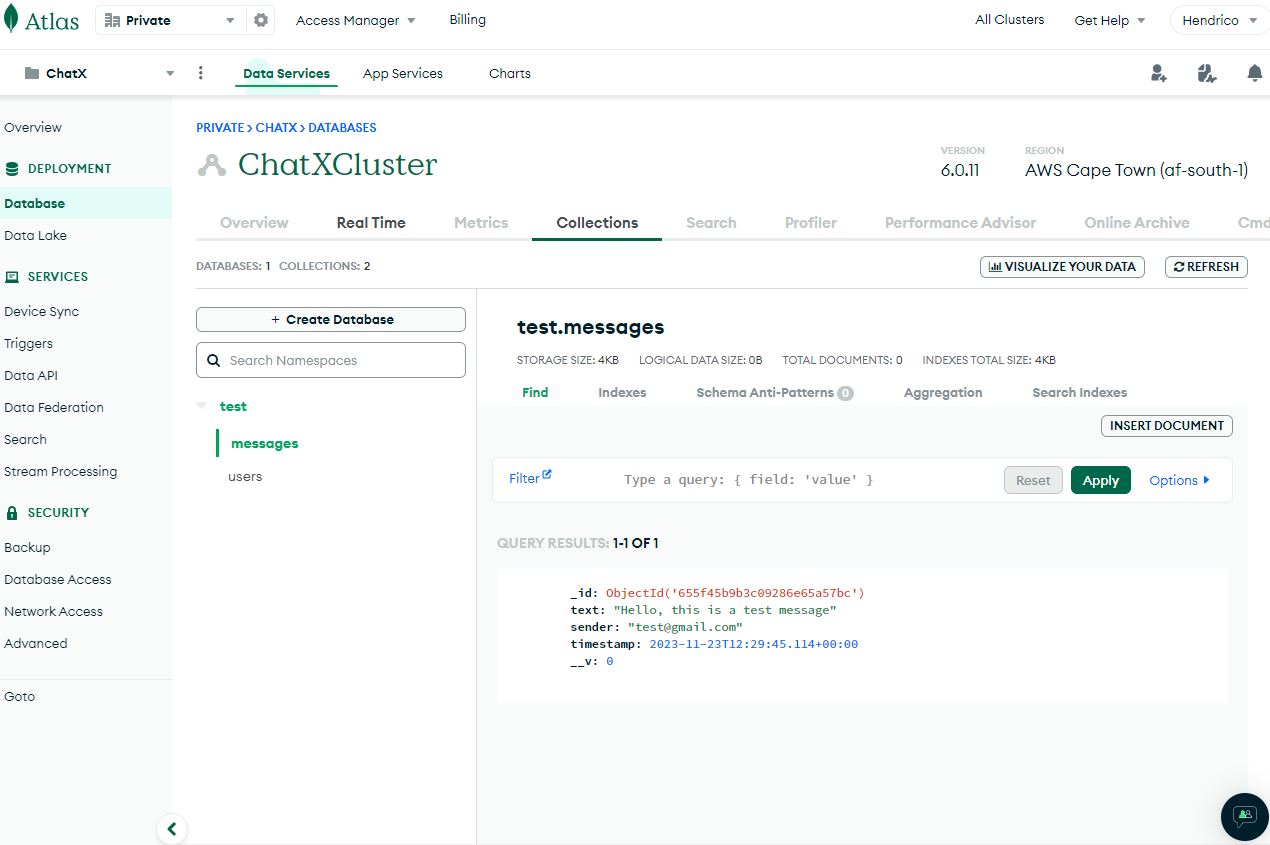 Atlas
Private
Access Manager
Billing
All Clusters
Get Help
Hendrico
ChatX
Data Services
App Services
Charts
Overview
DEPLOYMENT
Database
Data Lake
SERVICES
Device Sync
Triggers
Data API
Data Federation
Search
Stream Processing
SECURITY
Backup
Database Access
Network Access
Advanced
Goto
PRIVATE > CHATX > DATABASES
ChatXCluster
VERSION
6.0.11
REGION
AWS Cape Town (af-south-1)
Overview
Real Time
Metrics
Collections
Search
Profiler
Performance Advisor
Online Archive
Cmd
DATABASES: 1 COLLECTIONS: 2
VISUALIZE YOUR DATA
REFRESH
+ Create Database
Search Namespaces
test
messages
users
test.messages
STORAGE SIZE: 4KB LOGICAL DATA SIZE: 0B TOTAL DOCUMENTS: 0 INDEXES TOTAL SIZE: 4KB
Find
Indexes
Schema Anti-Patterns 0
Aggregation
Search Indexes
INSERT DOCUMENT
Filter
Type a query: { field: 'value' }
Reset
Apply
Options
QUERY RESULTS: 1-1 OF 1
_id: ObjectId('655f45b9b3c09286e65a57bc')
text: "Hello, this is a test message"
sender: "test@gmail.com"
timestamp: 2023-11-23T12:29:45.114+00:00
__v: 0